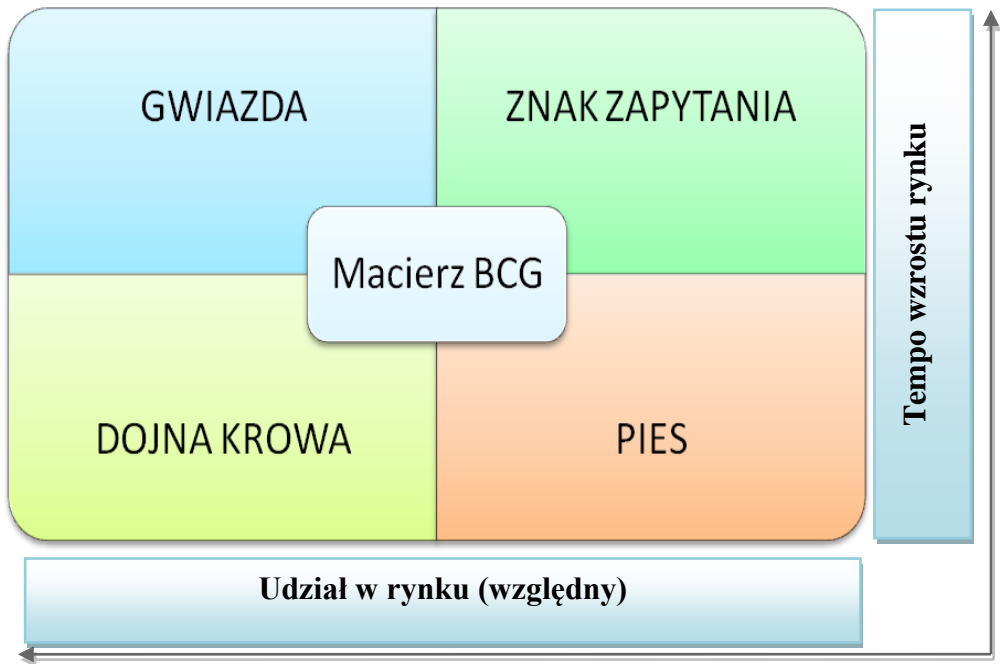 GWIAZDA
ZNAK ZAPYTANIA
Macierz BCG
DOJNA KROWA
PIES
Tempo wzrostu rynku
Udział w rynku (względny)